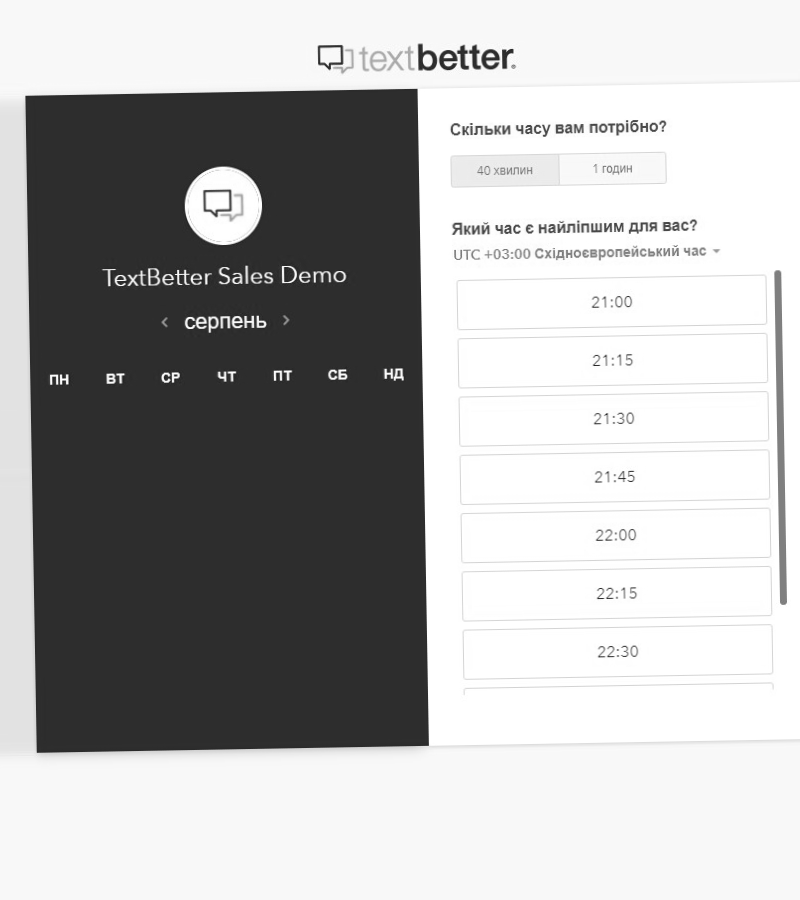 textbetter.
TextBetter Sales Demo
серпень
ПН ВТ СР ЧТ ПТ СБ НД
Скільки часу вам потрібно?
40 хвилин 1 годин
Який час є найліпшим для вас?
UTC +03:00 Східноєвропейський час
21:00
21:15
21:30
21:45
22:00
22:15
22:30